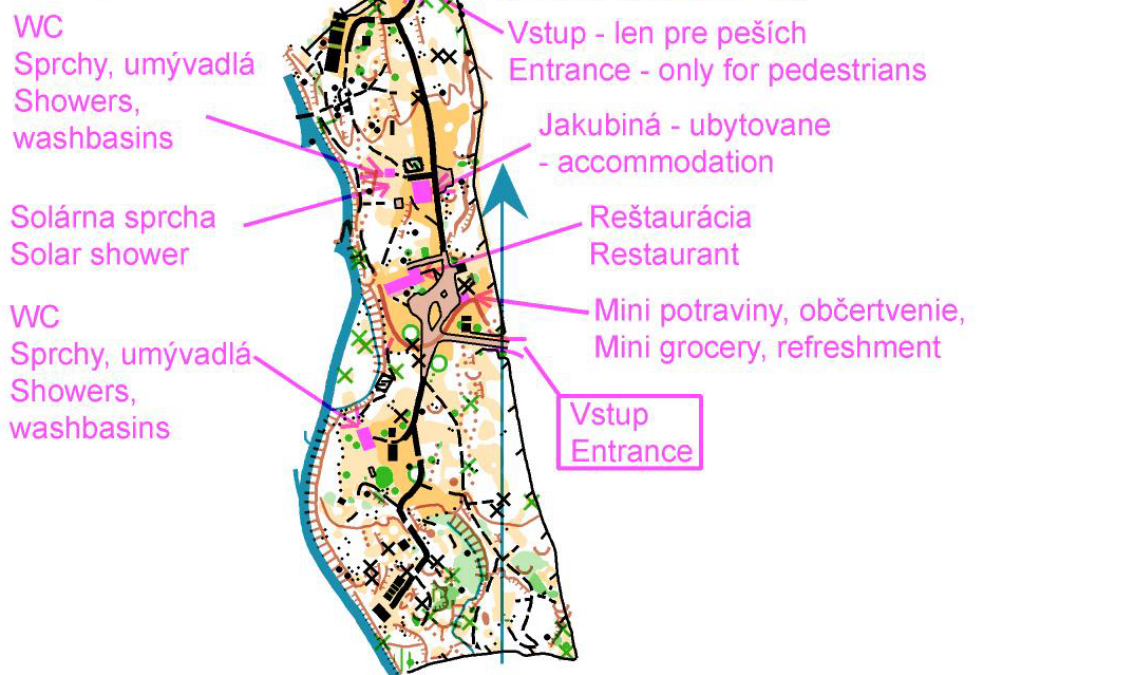 WC
Sprchy, umývadlá
Showers,
washbasins
Vstup - len pre peších
Entrance - only for pedestrians
Jakubiná - ubytovane
- accommodation
Solárna sprcha
Solar shower
Reštaurácia
Restaurant
Mini potraviny, občertvenie,
Mini grocery, refreshment
WC
Sprchy, umývadlá
Showers,
washbasins
Vstup
Entrance